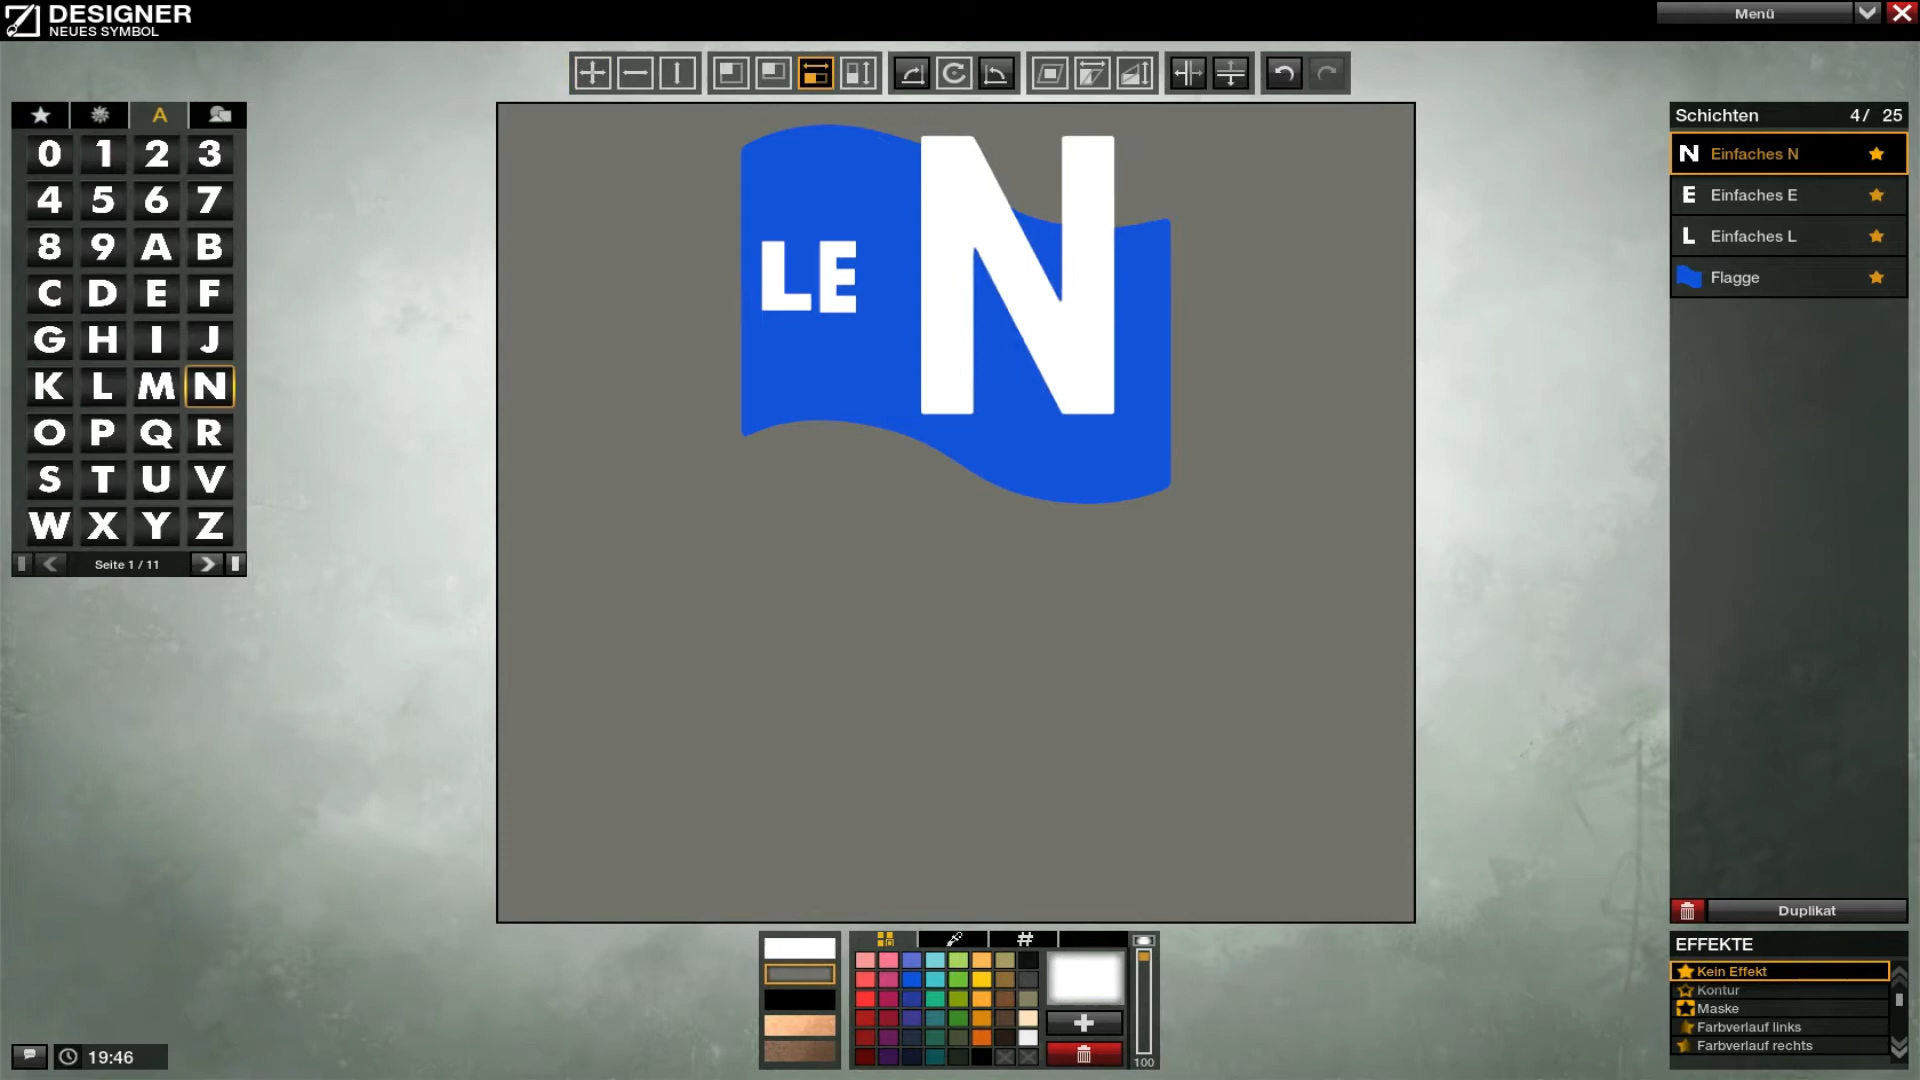 DESIGNER
NEUES SYMBOL
Menü
A
0 1 2 3
4 5 6 7
8 9 A B
C D E F
G H I J
K L M N
O P Q R
S T U V
W X Y Z
Seite 1 / 11
LE N
Schichten 4/ 25
N Einfaches N
E Einfaches E
L Einfaches L
Flagge
Duplikat
EFFEKTE
Kein Effekt
Kontur
Maske
Farbverlauf links
Farbverlauf rechts
#
100
19:46